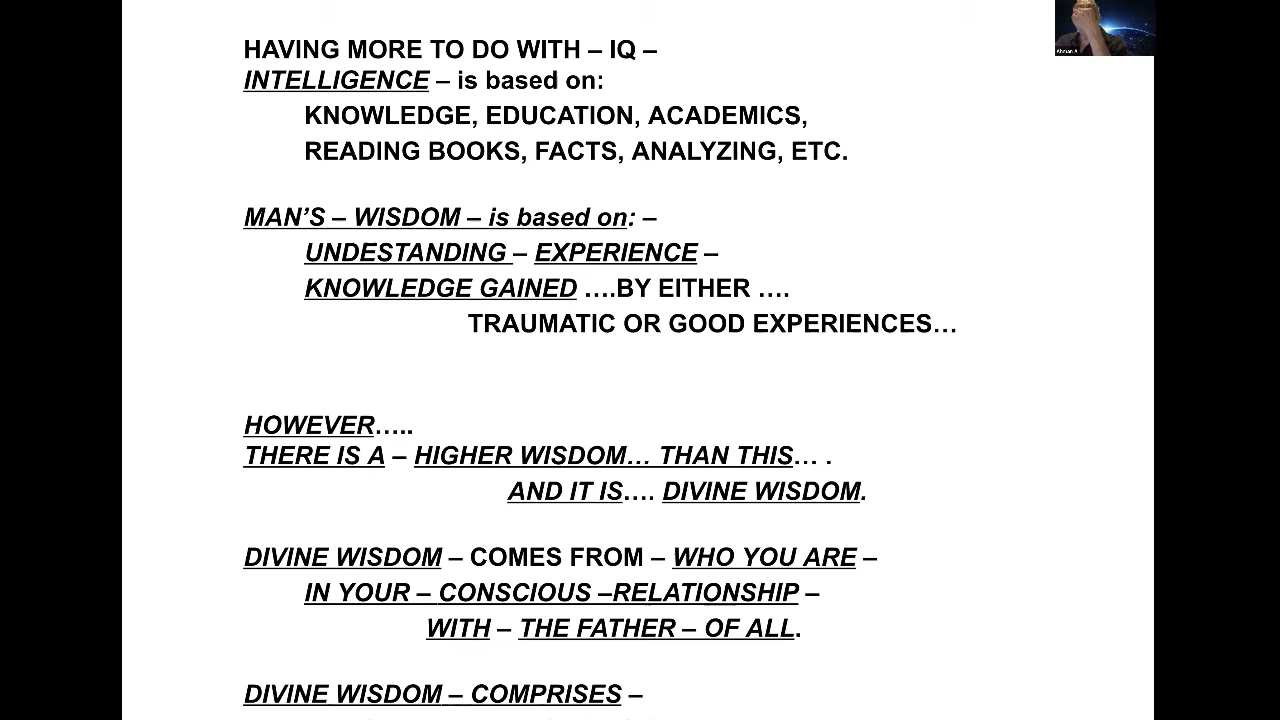 HAVING MORE TO DO WITH – IQ –
INTELLIGENCE – is based on:
KNOWLEDGE, EDUCATION, ACADEMICS,
READING BOOKS, FACTS, ANALYZING, ETC.
MAN'S – WISDOM – is based on: –
UNDESTANDING – EXPERIENCE –
KNOWLEDGE GAINED ….BY EITHER ….
TRAUMATIC OR GOOD EXPERIENCES…
HOWEVER…..
THERE IS A – HIGHER WISDOM… THAN THIS… .
AND IT IS…. DIVINE WISDOM.
DIVINE WISDOM – COMES FROM – WHO YOU ARE –
IN YOUR – CONSCIOUS –RELATIONSHIP –
WITH – THE FATHER – OF ALL.
DIVINE WISDOM – COMPRISES –